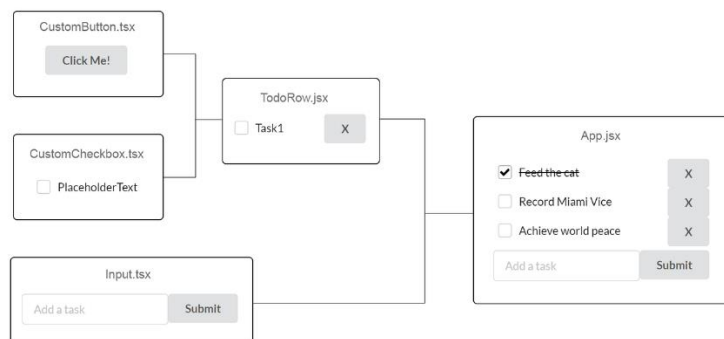 CustomButton.tsx
Click Me!
CustomCheckbox.tsx
PlaceholderText
TodoRow.jsx
Task1 X
Input.tsx
Add a task Submit
App.jsx
Feed the cat X
Record Miami Vice X
Achieve world peace X
Add a task Submit